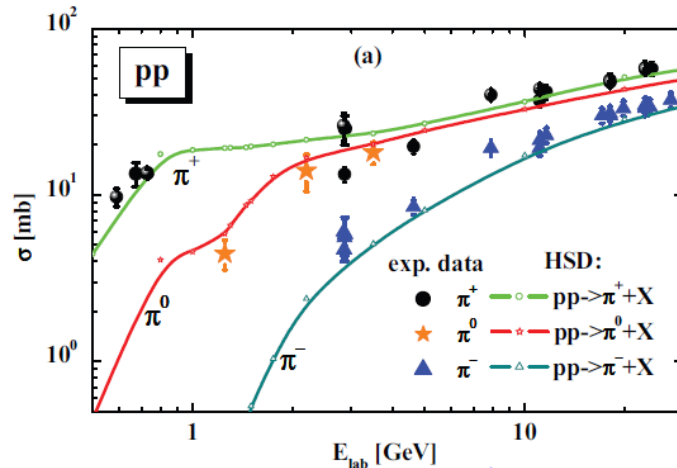 10²
(a)
pp
π⁺
10¹
σ [mb]
exp. data HSD:
π⁺ pp->π⁺+X
π⁰
π⁰ pp->π⁰+X
10⁰
π⁻
π⁻ pp->π⁻+X
1 10
E_lab [GeV]